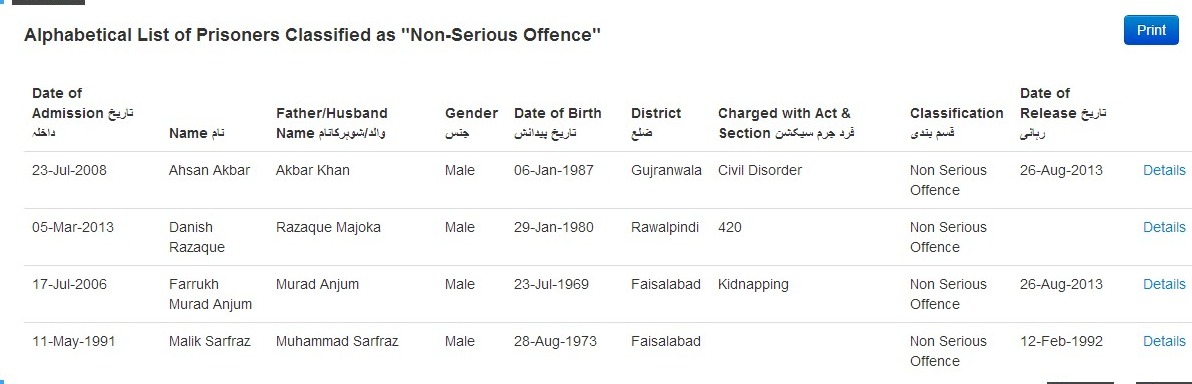 Alphabetical List of Prisoners Classified as "Non-Serious Offence"
Print
Date of Admission تاریخ داخلہ
Name نام
Father/Husband Name والد/شوہرکانام
Gender جنس
Date of Birth تاریخ پیدائش
District ضلع
Charged with Act & Section فرد جرم سیکشن
Classification قسم بندی
Date of Release تاریخ رہائی
23-Jul-2008 Ahsan Akbar Akbar Khan Male 06-Jan-1987 Gujranwala Civil Disorder Non Serious Offence 26-Aug-2013 Details
05-Mar-2013 Danish Razaque Razaque Majoka Male 29-Jan-1980 Rawalpindi 420 Non Serious Offence Details
17-Jul-2006 Farrukh Murad Anjum Murad Anjum Male 23-Jul-1969 Faisalabad Kidnapping Non Serious Offence 26-Aug-2013 Details
11-May-1991 Malik Sarfraz Muhammad Sarfraz Male 28-Aug-1973 Faisalabad Non Serious Offence 12-Feb-1992 Details